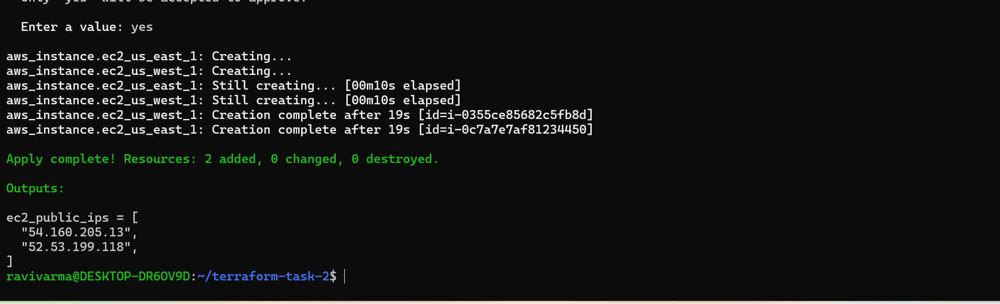 only 'yes' will be accepted to approve.
Enter a value: yes
aws_instance.ec2_us_east_1: Creating...
aws_instance.ec2_us_west_1: Creating...
aws_instance.ec2_us_east_1: Still creating... [00m10s elapsed]
aws_instance.ec2_us_west_1: Still creating... [00m10s elapsed]
aws_instance.ec2_us_west_1: Creation complete after 19s [id=i-0355ce85682c5fb8d]
aws_instance.ec2_us_east_1: Creation complete after 19s [id=i-0c7a7e7af81234450]
Apply complete! Resources: 2 added, 0 changed, 0 destroyed.
Outputs:
ec2_public_ips = [
"54.160.205.13",
"52.53.199.118",
]
ravivarma@DESKTOP-DR6OV9D:~/terraform-task-2$